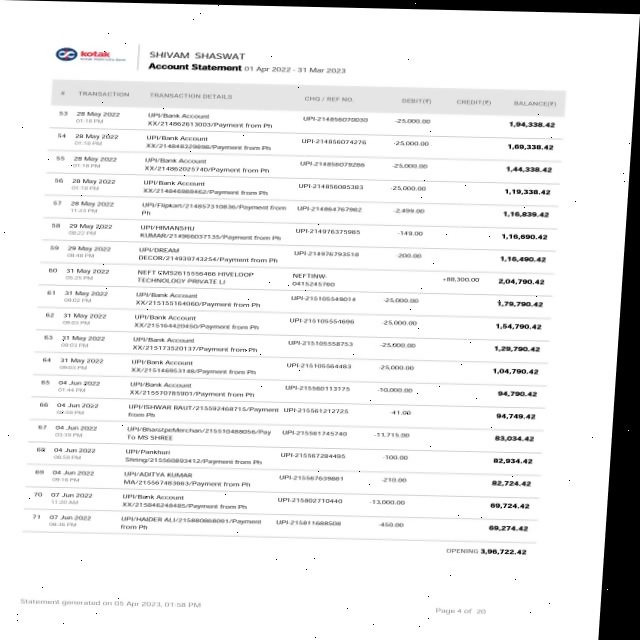 kotak
Kotak Mahindra Bank
SHIVAM SHASWAT
Account Statement 01 Apr 2022 - 31 Mar 2023
# TRANSACTION TRANSACTION DETAILS CHQ / REF NO. DEBIT(₹) CREDIT(₹) BALANCE(₹)
53 28 May 2022 UPI/Bank Account UPI-214856070030 -25,000.00 1,94,338.42
01:18 PM XX/214862613003/Payment from Ph
54 28 May 2022 UPI/Bank Account UPI-214856074276 -25,000.00 1,69,338.42
01:18 PM XX/214848329898/Payment from Ph
55 28 May 2022 UPI/Bank Account UPI-214856079286 -25,000.00 1,44,338.42
01:18 PM XX/214862025740/Payment from Ph
56 28 May 2022 UPI/Bank Account UPI-214856085383 -25,000.00 1,19,338.42
01:19 PM XX/214846988462/Payment from Ph
57 28 May 2022 UPI/Flipkart/214857310836/Payment from UPI-214864767982 -2,499.00 1,16,839.42
11:23 PM Ph
58 29 May 2022 UPI/HIMANSHU UPI-214976375985 -149.00 1,16,690.42
08:22 PM KUMAR/214966037135/Payment from Ph
59 29 May 2022 UPI/DREAM UPI-214976793518 -200.00 1,16,490.42
08:48 PM DECOR/214939743254/Payment from Ph
60 31 May 2022 NEFT CMS2615556466 HIVELOOP NEFTINW- +88,300.00 2,04,790.42
05:25 PM TECHNOLOGY PRIVATE LI 0415245760
61 31 May 2022 UPI/Bank Account UPI-215105549014 -25,000.00 1,79,790.42
09:02 PM XX/215155164060/Payment from Ph
62 31 May 2022 UPI/Bank Account UPI-215105554696 -25,000.00 1,54,790.42
09:03 PM XX/215164420450/Payment from Ph
63 31 May 2022 UPI/Bank Account UPI-215105558753 -25,000.00 1,29,790.42
09:03 PM XX/215173520137/Payment from Ph
64 31 May 2022 UPI/Bank Account UPI-215105564483 -25,000.00 1,04,790.42
09:03 PM XX/215146953146/Payment from Ph
65 04 Jun 2022 UPI/Bank Account UPI-215560113175 -10,000.00 94,790.42
01:44 PM XX/215570785901/Payment from Ph
66 04 Jun 2022 UPI/ISHWAR RAUT/215592468715/Payment UPI-215561212725 -41.00 94,749.42
from Ph
67 04 Jun 2022 UPI/BharatpeMerchan/215510488056/Pay UPI-215561745740 -11,715.00 83,034.42
03:19 PM To MS SHREE
68 04 Jun 2022 UPI/Pankhuri UPI-215567284495 -100.00 82,934.42
08:59 PM /215560893412/Payment from Ph
69 04 Jun 2022 UPI/ADITYA KUMAR UPI-215567639881 -210.00 82,724.42
09:16 PM MA/215567483663/Payment from Ph
70 07 Jun 2022 UPI/Bank Account UPI-215802710440 -13,000.00 69,724.42
11:30 AM XX/215846248485/Payment from Ph
71 07 Jun 2022 UPI/HAIDER ALI/215880868091/Payment UPI-215811688508 -450.00 69,274.42
08:36 PM from Ph
OPENING 3,96,722.42
Statement generated on 05 Apr 2023, 01:58 PM
Page 4 of 20